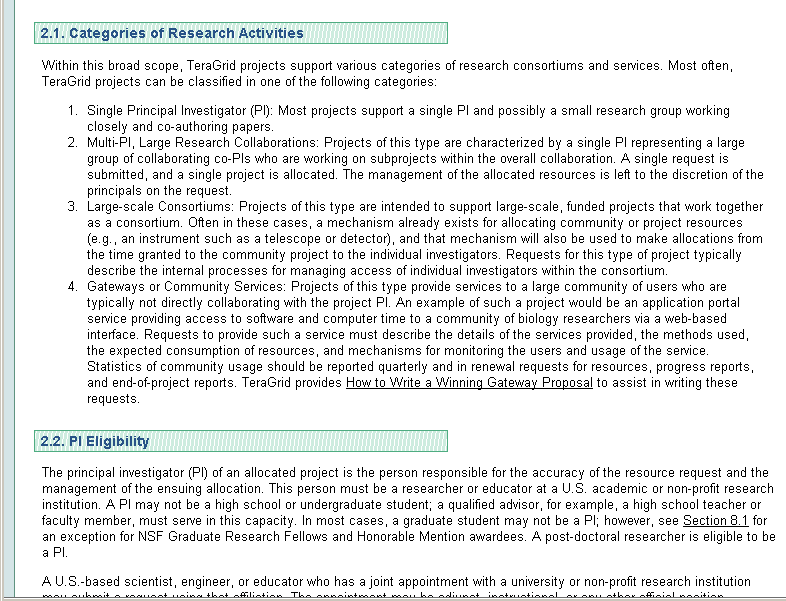 2.1. Categories of Research Activities
Within this broad scope, TeraGrid projects support various categories of research consortiums and services. Most often,
TeraGrid projects can be classified in one of the following categories:
1. Single Principal Investigator (PI): Most projects support a single PI and possibly a small research group working
closely and co-authoring papers.
2. Multi-PI, Large Research Collaborations: Projects of this type are characterized by a single PI representing a large
group of collaborating co-PIs who are working on subprojects within the overall collaboration. A single request is
submitted, and a single project is allocated. The management of the allocated resources is left to the discretion of the
principals on the request.
3. Large-scale Consortiums: Projects of this type are intended to support large-scale, funded projects that work together
as a consortium. Often in these cases, a mechanism already exists for allocating community or project resources
(e.g., an instrument such as a telescope or detector), and that mechanism will also be used to make allocations from
the time granted to the community project to the individual investigators. Requests for this type of project typically
describe the internal processes for managing access of individual investigators within the consortium.
4. Gateways or Community Services: Projects of this type provide services to a large community of users who are
typically not directly collaborating with the project PI. An example of such a project would be an application portal
service providing access to software and computer time to a community of biology researchers via a web-based
interface. Requests to provide such a service must describe the details of the services provided, the methods used,
the expected consumption of resources, and mechanisms for monitoring the users and usage of the service.
Statistics of community usage should be reported quarterly and in renewal requests for resources, progress reports,
and end-of-project reports. TeraGrid provides How to Write a Winning Gateway Proposal to assist in writing these
requests.
2.2. PI Eligibility
The principal investigator (PI) of an allocated project is the person responsible for the accuracy of the resource request and the
management of the ensuing allocation. This person must be a researcher or educator at a U.S. academic or non-profit research
institution. A PI may not be a high school or undergraduate student; a qualified advisor, for example, a high school teacher or
faculty member, must serve in this capacity. In most cases, a graduate student may not be a PI; however, see Section 8.1 for
an exception for NSF Graduate Research Fellows and Honorable Mention awardees. A post-doctoral researcher is eligible to be
a PI.
A U.S.-based scientist, engineer, or educator who has a joint appointment with a university or non-profit research institution
may submit a request using that affiliation. The appointment may be adjunct, instructional, or any other official position